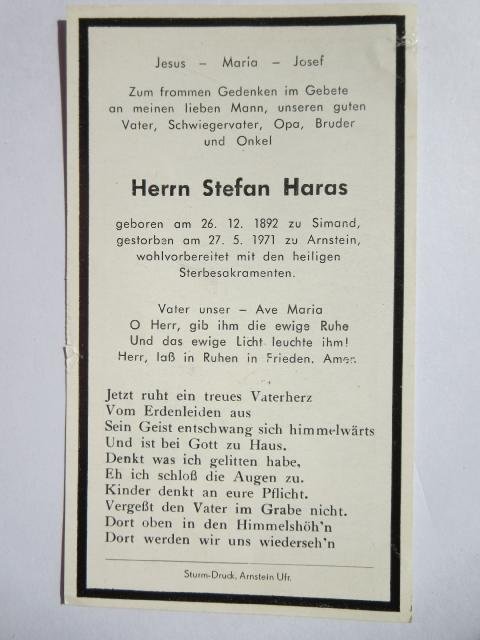 Jesus – Maria – Josef
Zum frommen Gedenken im Gebete
an meinen lieben Mann, unseren guten
Vater, Schwiegervater, Opa, Bruder
und Onkel
Herrn Stefan Haras
geboren am 26. 12. 1892 zu Simand,
gestorben am 27. 5. 1971 zu Arnstein,
wohlvorbereitet mit den heiligen
Sterbesakramenten.
Vater unser – Ave Maria
O Herr, gib ihm die ewige Ruhe
Und das ewige Licht leuchte ihm!
Herr, laß in Ruhen in Frieden. Amen.
Jetzt ruht ein treues Vaterherz
Vom Erdenleiden aus
Sein Geist entschwang sich himmelwärts
Und ist bei Gott zu Haus.
Denkt was ich gelitten habe,
Eh ich schloß die Augen zu.
Kinder denkt an eure Pflicht.
Vergeßt den Vater im Grabe nicht.
Dort oben in den Himmelshöh'n
Dort werden wir uns wiederseh'n
Sturm-Druck, Arnstein Ufr.